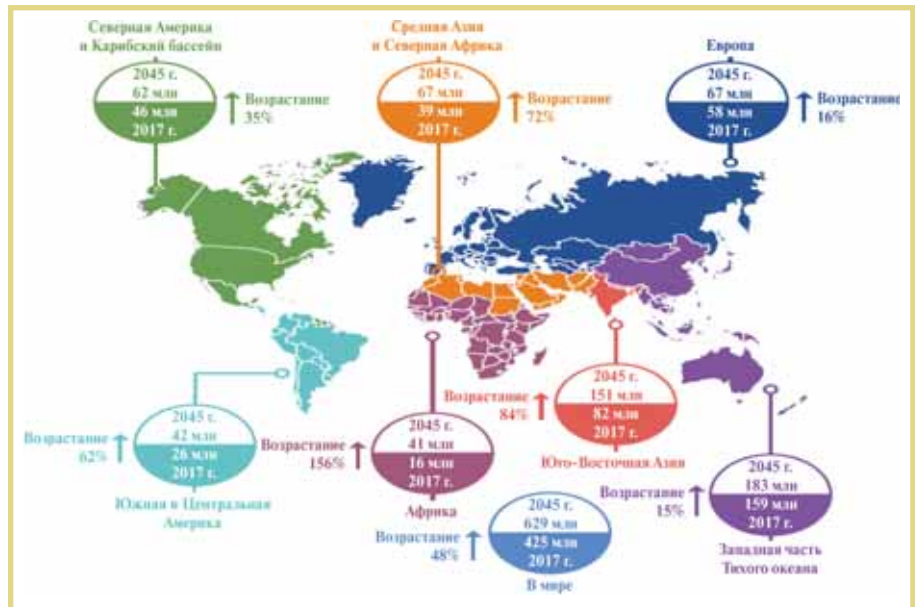 Северная Америка
и Карибский бассейн
2045 г.
62 млн
46 млн
2017 г.
Возрастание
35%
Средняя Азия
и Северная Африка
2045 г.
67 млн
39 млн
2017 г.
Возрастание
72%
Европа
2045 г.
67 млн
58 млн
2017 г.
Возрастание
16%
2045 г.
42 млн
26 млн
2017 г.
Возрастание
62%
Южная и Центральная
Америка
2045 г.
41 млн
16 млн
2017 г.
Возрастание
156%
Африка
2045 г.
151 млн
82 млн
2017 г.
Возрастание
84%
Юго-Восточная Азия
2045 г.
183 млн
159 млн
2017 г.
Возрастание
15%
Западная часть
Тихого океана
2045 г.
629 млн
425 млн
2017 г.
Возрастание
48%
В мире